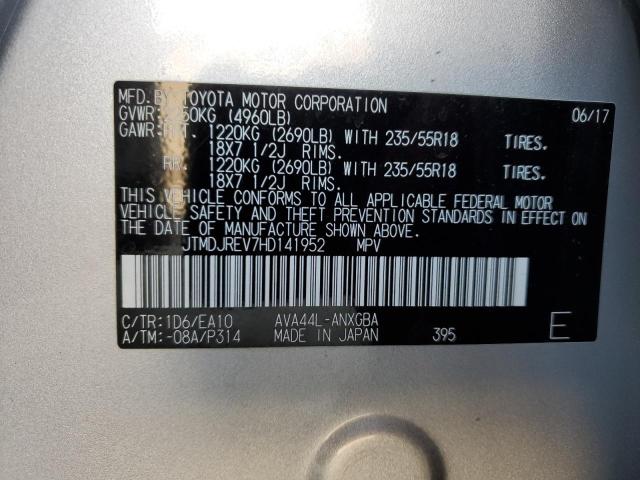 MFD. BY TOYOTA MOTOR CORPORATION 06/17
GVWR: 50KG (4960LB)
GAWR: 1220KG (2690LB) WITH 235/55R18 TIRES.
18X7 1/2J RIMS.
RR. 1220KG (2690LB) WITH 235/55R18 TIRES.
18X7 1/2J RIMS.
THIS VEHICLE CONFORMS TO ALL APPLICABLE FEDERAL MOTOR
VEHICLE SAFETY AND THEFT PREVENTION STANDARDS IN EFFECT ON
THE DATE OF MANUFACTURE SHOWN ABOVE.
JTMDJREV7HD141952 MPV
C/TR:1D6/EA10 AVA44L-ANXGBA
A/TM:-08A/P314 MADE IN JAPAN 395 E